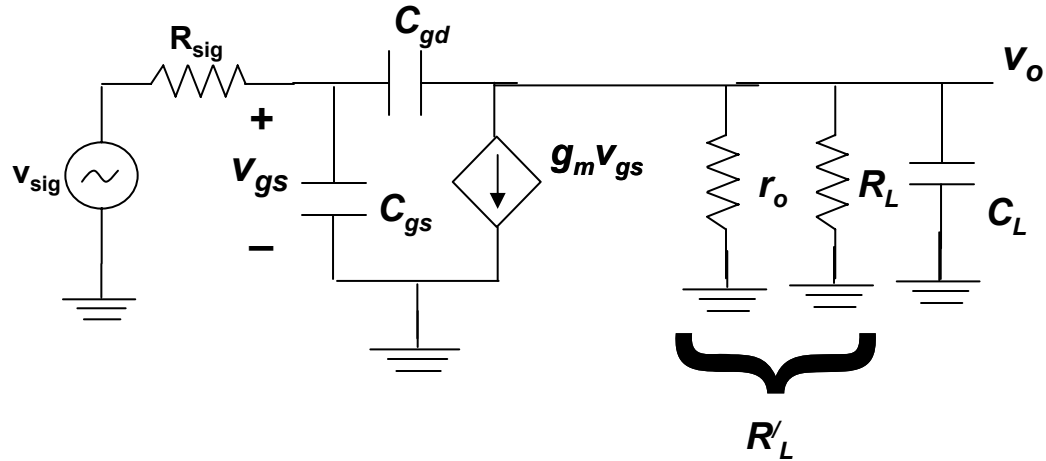 R_sig
C_gd
v_o
+
v_gs
−
g_m v_gs
v_sig
C_gs
r_o
R_L
C_L
R′_L